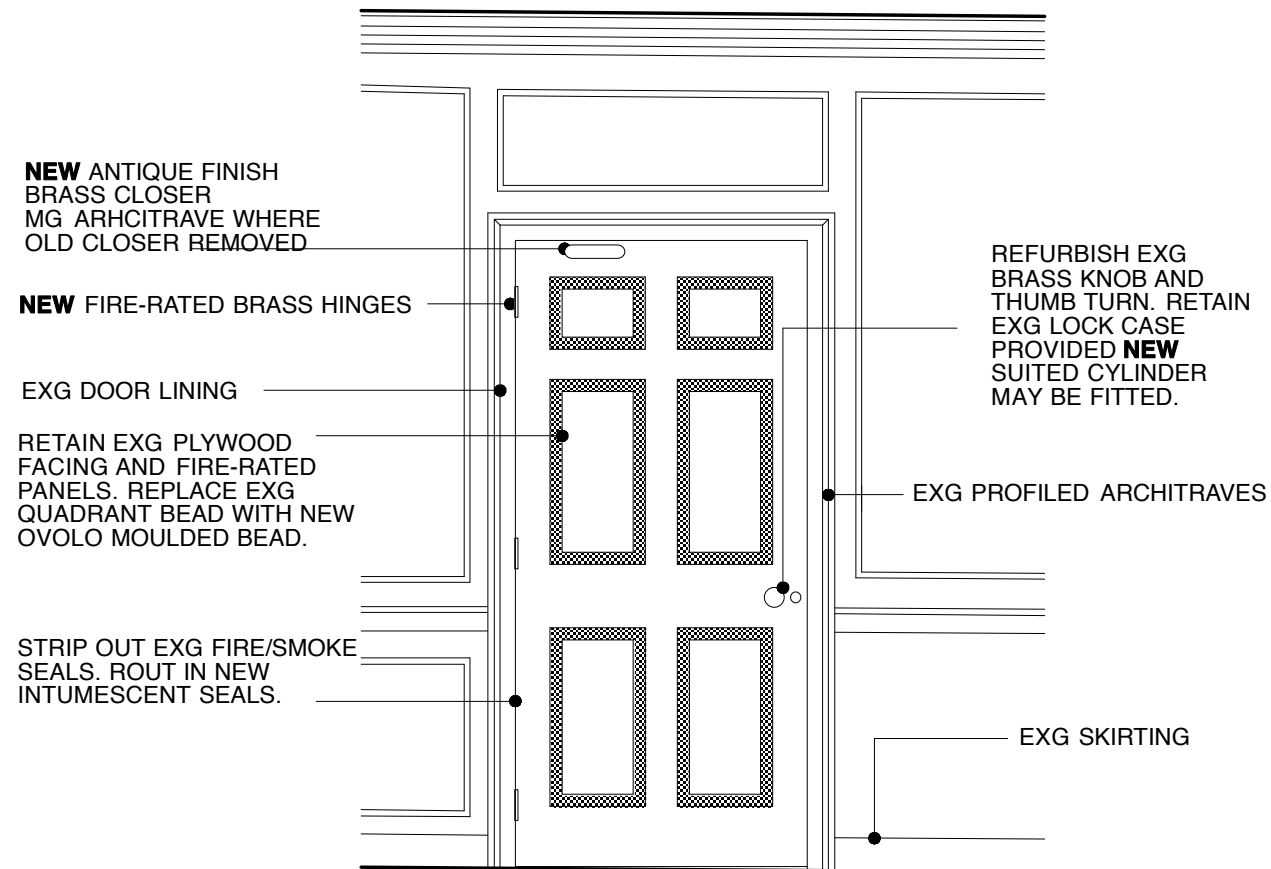 NEW ANTIQUE FINISH
BRASS CLOSER
MG ARHCITRAVE WHERE
OLD CLOSER REMOVED
NEW FIRE-RATED BRASS HINGES
EXG DOOR LINING
RETAIN EXG PLYWOOD
FACING AND FIRE-RATED
PANELS. REPLACE EXG
QUADRANT BEAD WITH NEW
OVOLO MOULDED BEAD.
STRIP OUT EXG FIRE/SMOKE
SEALS. ROUT IN NEW
INTUMESCENT SEALS.
REFURBISH EXG
BRASS KNOB AND
THUMB TURN. RETAIN
EXG LOCK CASE
PROVIDED NEW
SUITED CYLINDER
MAY BE FITTED.
EXG PROFILED ARCHITRAVES
EXG SKIRTING